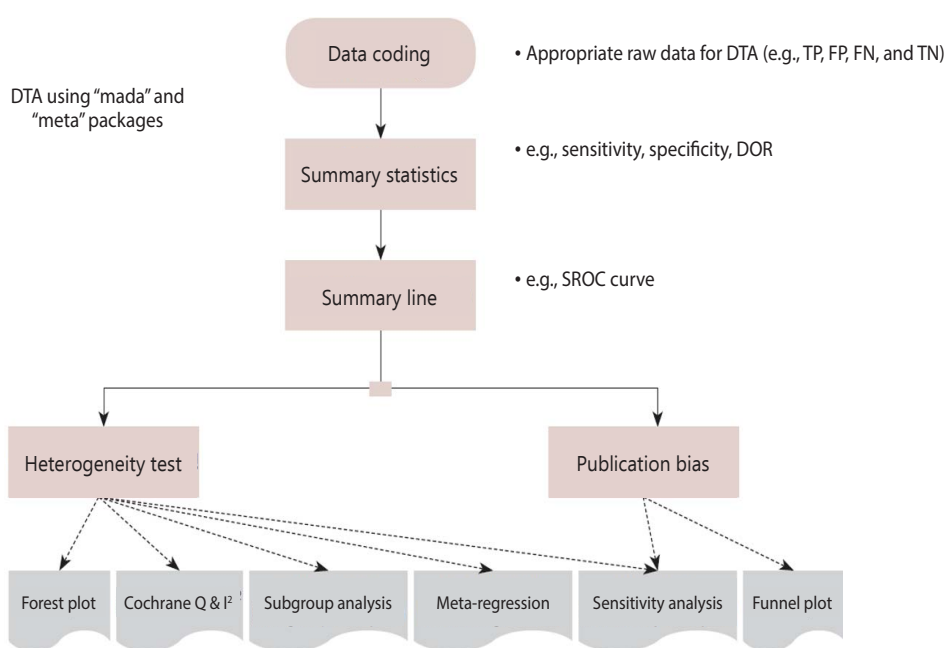 Data coding
• Appropriate raw data for DTA (e.g., TP, FP, FN, and TN)
DTA using “mada” and
“meta” packages
Summary statistics
• e.g., sensitivity, specificity, DOR
Summary line
• e.g., SROC curve
Heterogeneity test
Publication bias
Forest plot
Cochrane Q & I²
Subgroup analysis
Meta-regression
Sensitivity analysis
Funnel plot